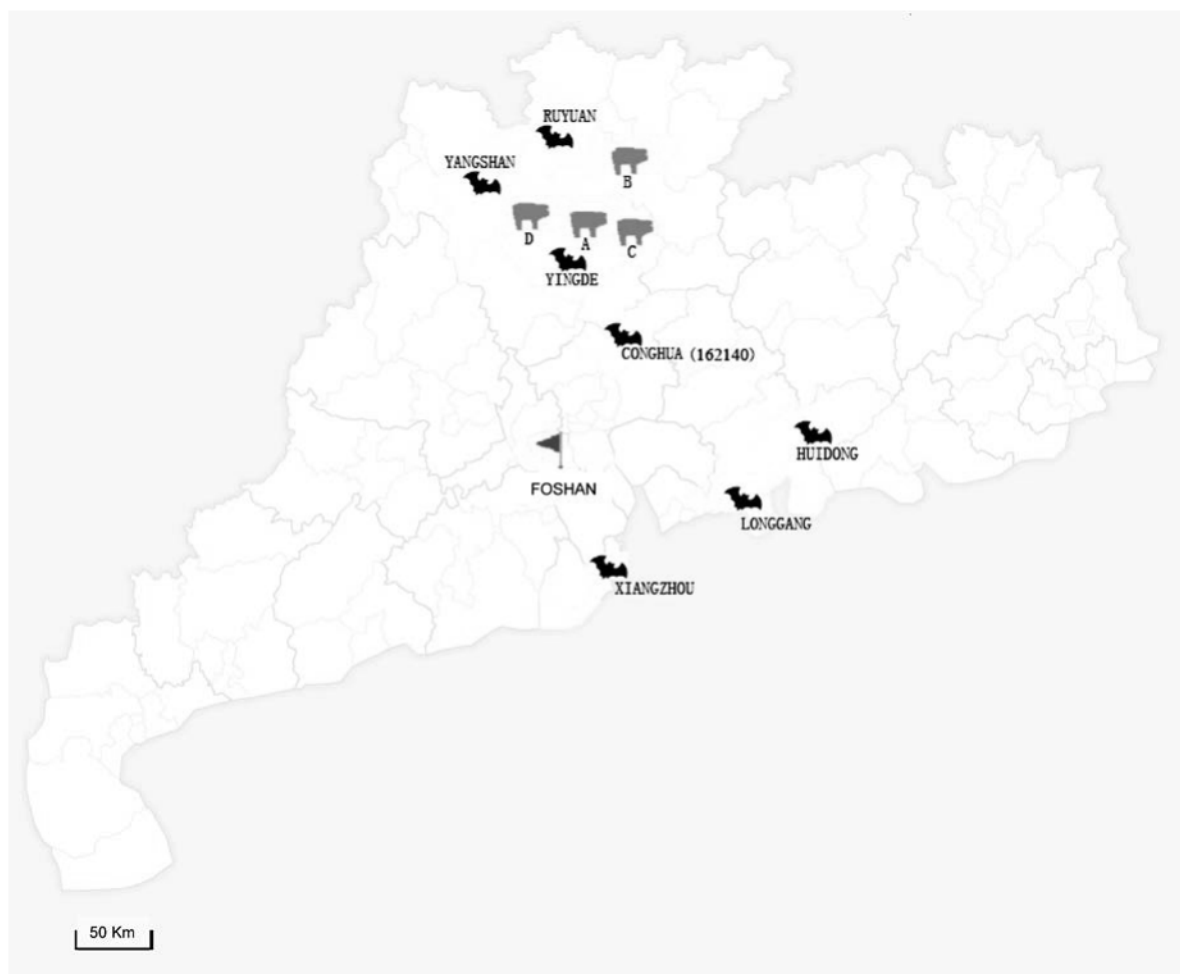 RUYUAN
YANGSHAN
B
D
A
C
YINGDE
CONGHUA (162140)
HUIDONG
FOSHAN
LONGGANG
XIANGZHOU
50 Km